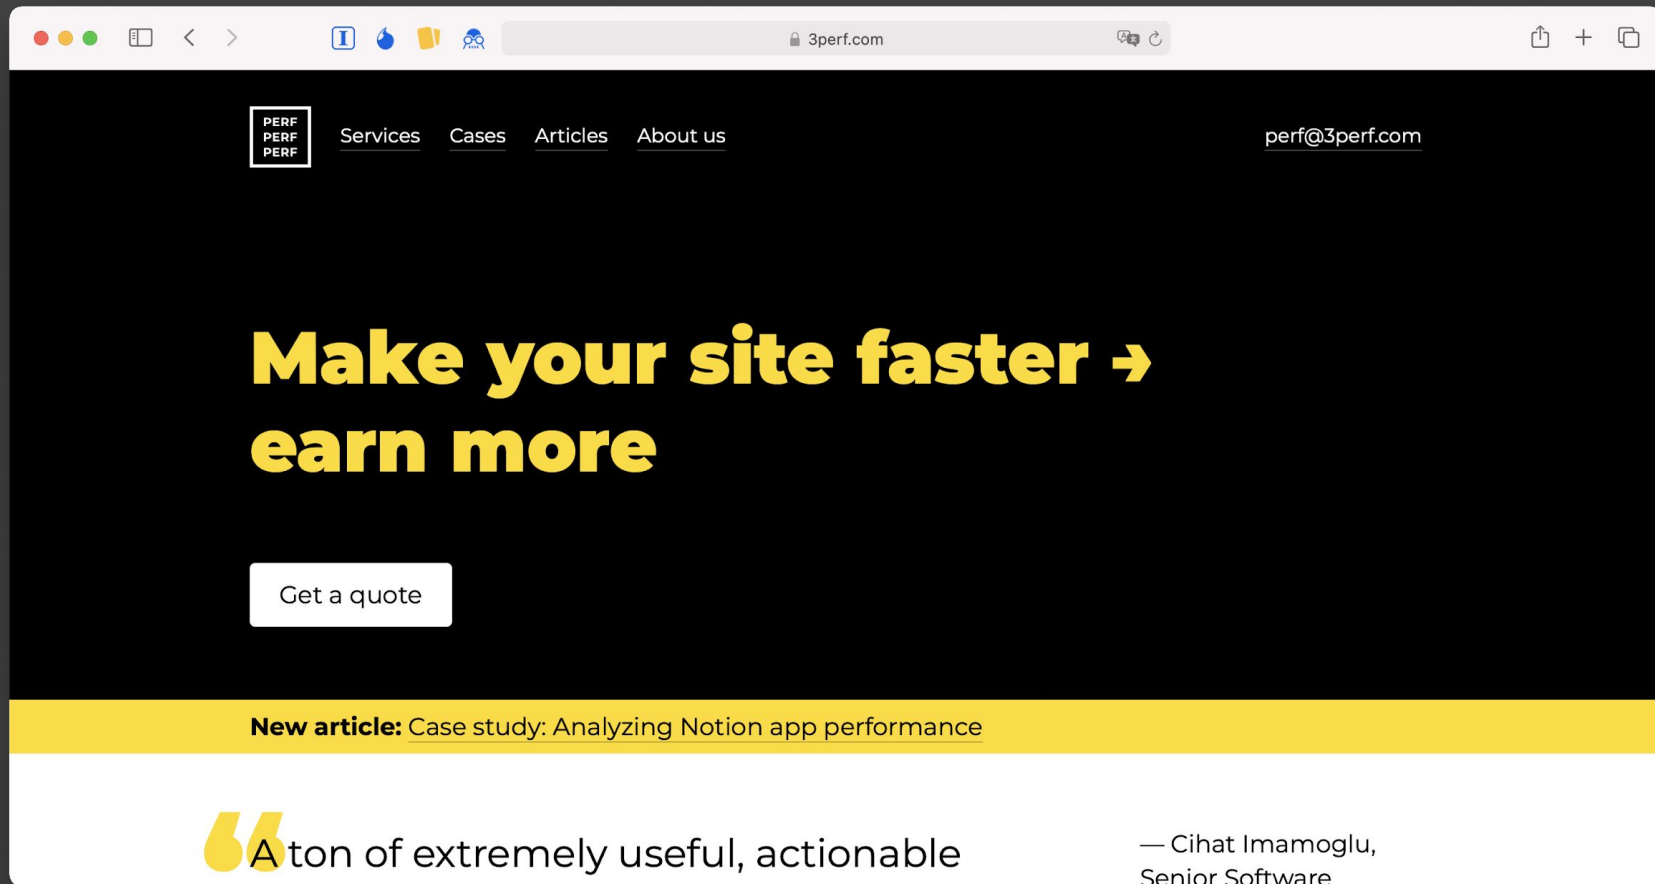 3perf.com
PERF
PERF
PERF
Services Cases Articles About us
perf@3perf.com
Make your site faster →
earn more
Get a quote
New article: Case study: Analyzing Notion app performance
“A ton of extremely useful, actionable
— Cihat Imamoglu,
Senior Software